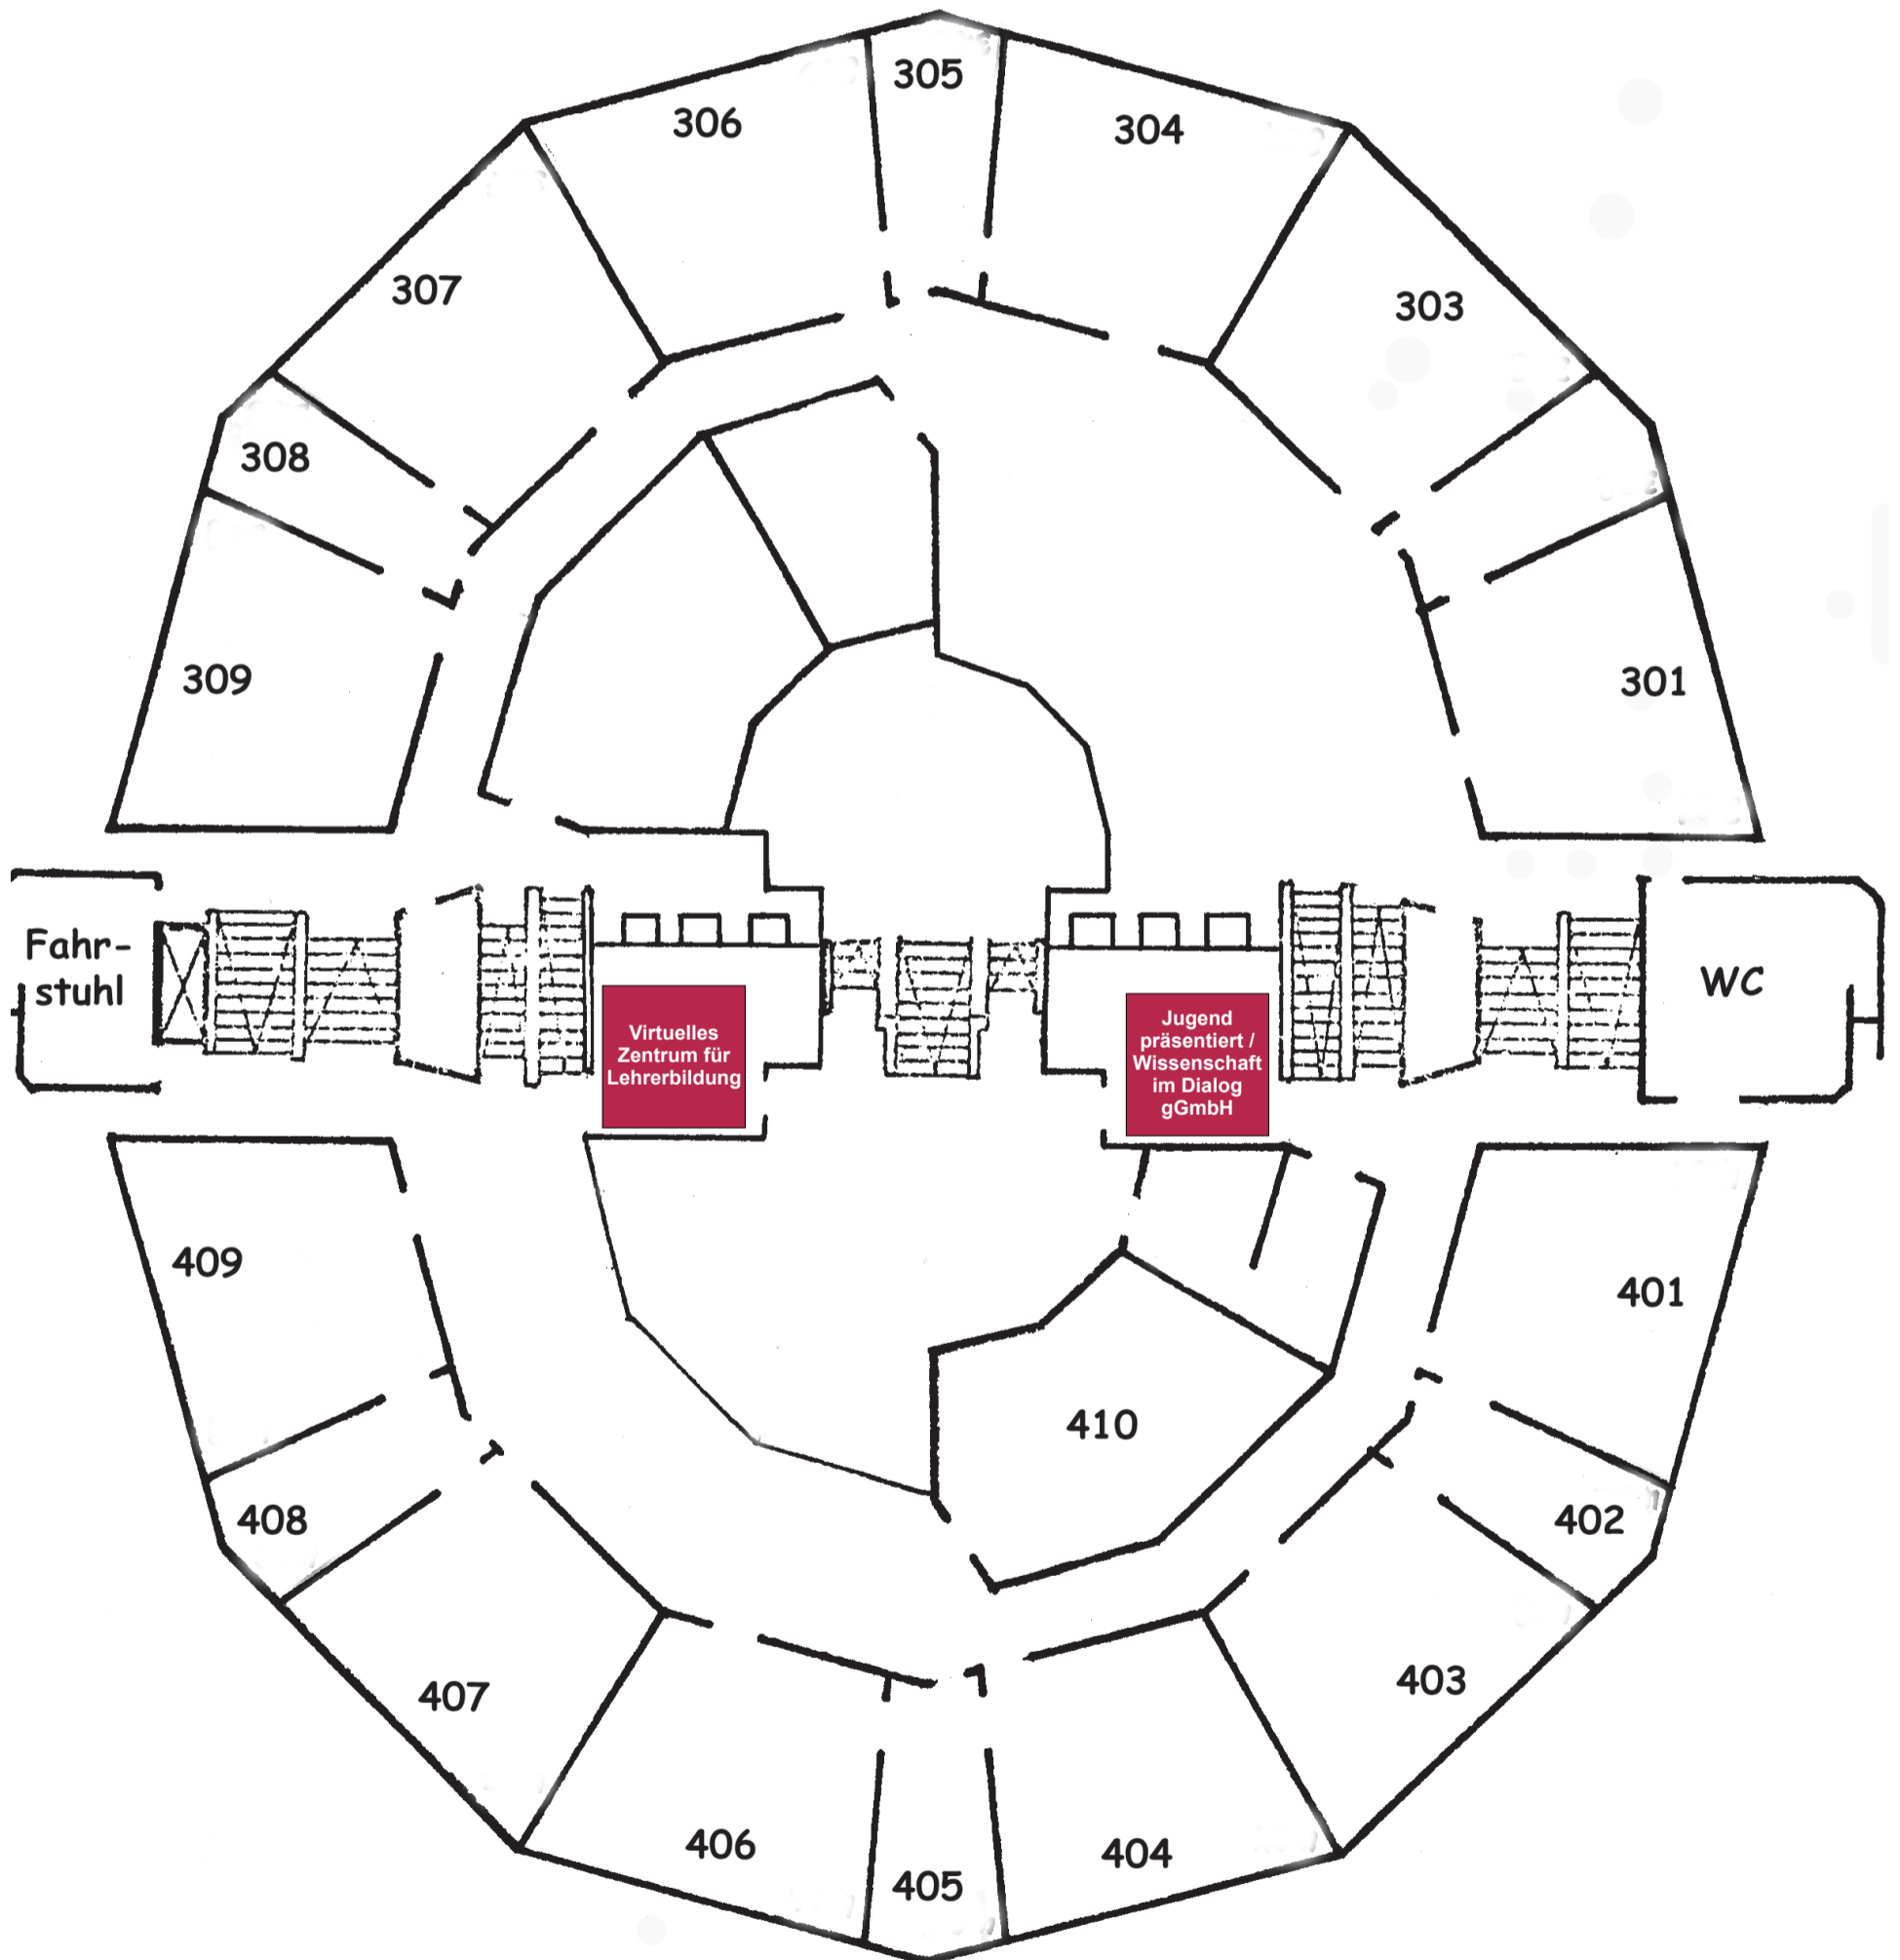 305
306
304
307
303
308
309
301
Fahr-
stuhl
WC
Virtuelles
Zentrum für
Lehrerbildung
Jugend
präsentiert /
Wissenschaft
im Dialog
gGmbH
409
401
410
408
402
407
403
406
404
405